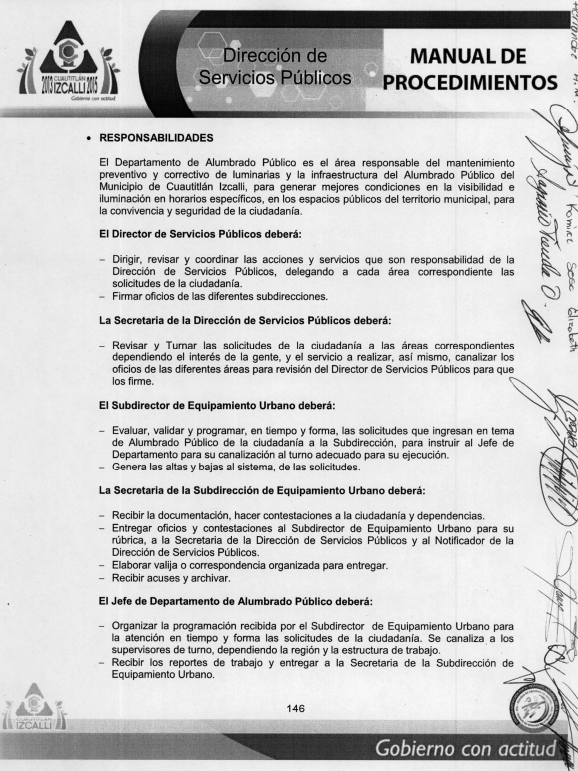 CUAUTITLÁN
2013 IZCALLI 2015
Gobierno con actitud
Dirección de
Servicios Públicos
MANUAL DE
PROCEDIMIENTOS
• RESPONSABILIDADES
El Departamento de Alumbrado Público es el área responsable del mantenimiento
preventivo y correctivo de luminarias y la infraestructura del Alumbrado Público del
Municipio de Cuautitlán Izcalli, para generar mejores condiciones en la visibilidad e
iluminación en horarios específicos, en los espacios públicos del territorio municipal, para
la convivencia y seguridad de la ciudadanía.
El Director de Servicios Públicos deberá:
– Dirigir, revisar y coordinar las acciones y servicios que son responsabilidad de la
Dirección de Servicios Públicos, delegando a cada área correspondiente las
solicitudes de la ciudadanía.
– Firmar oficios de las diferentes subdirecciones.
La Secretaria de la Dirección de Servicios Públicos deberá:
– Revisar y Turnar las solicitudes de la ciudadanía a las áreas correspondientes
dependiendo el interés de la gente, y el servicio a realizar, así mismo, canalizar los
oficios de las diferentes áreas para revisión del Director de Servicios Públicos para que
los firme.
El Subdirector de Equipamiento Urbano deberá:
– Evaluar, validar y programar, en tiempo y forma, las solicitudes que ingresan en tema
de Alumbrado Público de la ciudadanía a la Subdirección, para instruir al Jefe de
Departamento para su canalización al turno adecuado para su ejecución.
– Genera las altas y bajas al sistema, de las solicitudes.
La Secretaria de la Subdirección de Equipamiento Urbano deberá:
– Recibir la documentación, hacer contestaciones a la ciudadanía y dependencias.
– Entregar oficios y contestaciones al Subdirector de Equipamiento Urbano para su
rúbrica, a la Secretaria de la Dirección de Servicios Públicos y al Notificador de la
Dirección de Servicios Públicos.
– Elaborar valija o correspondencia organizada para entregar.
– Recibir acuses y archivar.
El Jefe de Departamento de Alumbrado Público deberá:
– Organizar la programación recibida por el Subdirector de Equipamiento Urbano para
la atención en tiempo y forma las solicitudes de la ciudadanía. Se canaliza a los
supervisores de turno, dependiendo la región y la estructura de trabajo.
– Recibir los reportes de trabajo y entregar a la Secretaria de la Subdirección de
Equipamiento Urbano.
146
CUAUTITLÁN
IZCALLI
Gobierno con actitud
Elizabeth